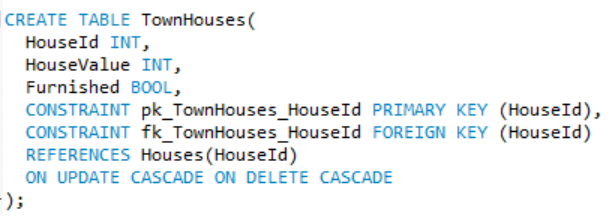 CREATE TABLE TownHouses(
HouseId INT,
HouseValue INT,
Furnished BOOL,
CONSTRAINT pk_TownHouses_HouseId PRIMARY KEY (HouseId),
CONSTRAINT fk_TownHouses_HouseId FOREIGN KEY (HouseId)
REFERENCES Houses(HouseId)
ON UPDATE CASCADE ON DELETE CASCADE
);